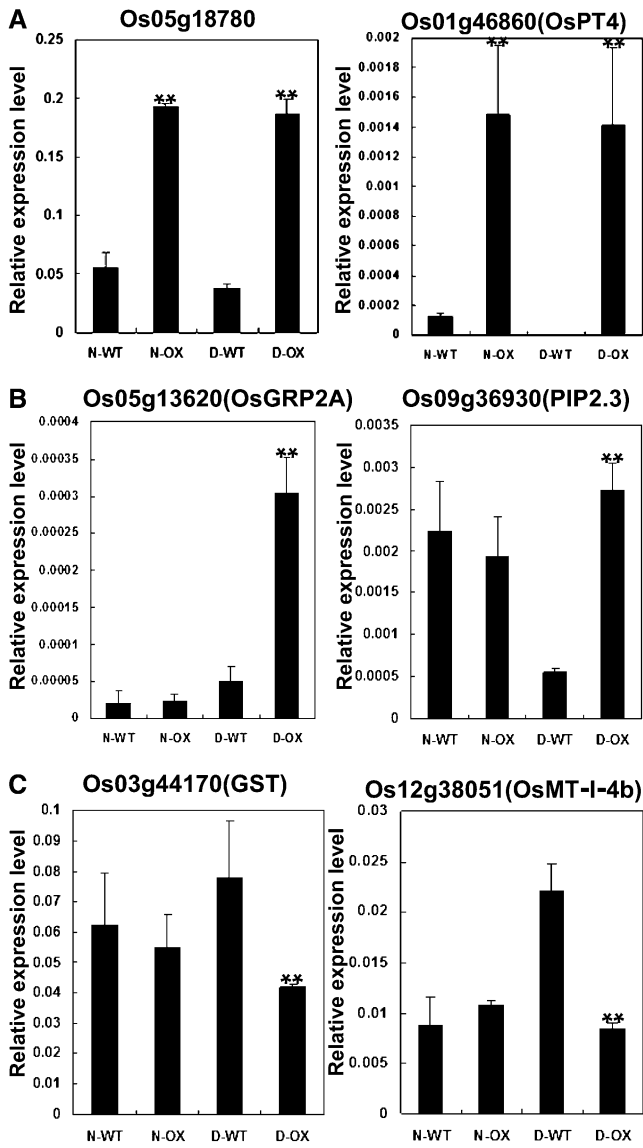 A
Os05g18780
Relative expression level
0.25
0.2
0.15
0.1
0.05
0
**
**
N-WT N-OX D-WT D-OX
Os01g46860(OsPT4)
Relative expression level
0.002
0.0018
0.0016
0.0014
0.0012
0.001
0.0008
0.0006
0.0004
0.0002
0
**
**
N-WT N-OX D-WT D-OX
B
Os05g13620(OsGRP2A)
Relative expression level
0.0004
0.00035
0.0003
0.00025
0.0002
0.00015
0.0001
0.00005
0
**
N-WT N-OX D-WT D-OX
Os09g36930(PIP2.3)
Relative expression level
0.0035
0.003
0.0025
0.002
0.0015
0.001
0.0005
0
**
N-WT N-OX D-WT D-OX
C
Os03g44170(GST)
Relative expression level
0.1
0.09
0.08
0.07
0.06
0.05
0.04
0.03
0.02
0.01
0
**
N-WT N-OX D-WT D-OX
Os12g38051(OsMT-I-4b)
Relative expression level
0.03
0.025
0.02
0.015
0.01
0.005
0
**
N-WT N-OX D-WT D-OX